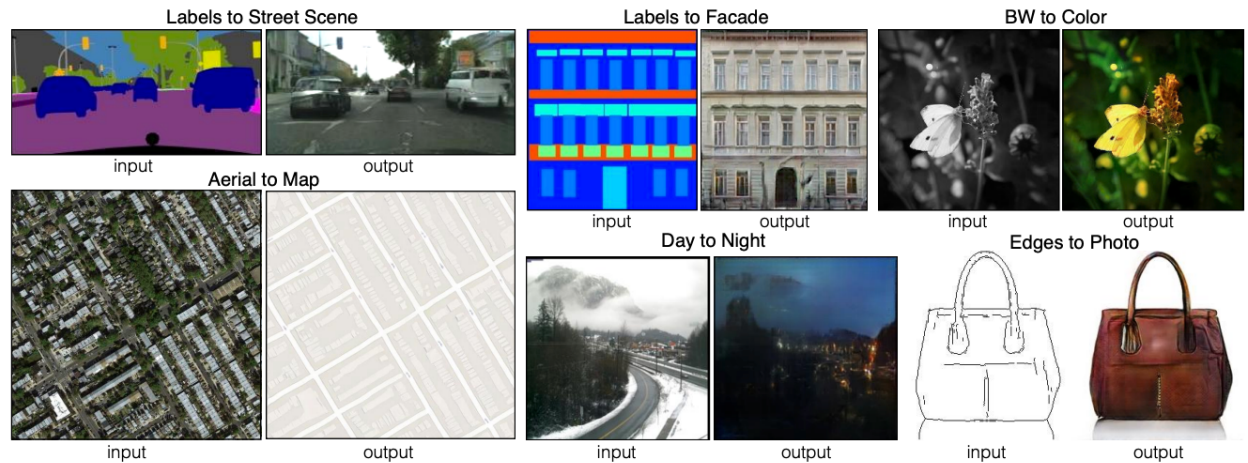 Labels to Street Scene
input
output
Aerial to Map
input
output
Labels to Facade
input
output
BW to Color
input
output
Day to Night
input
output
Edges to Photo
input
output